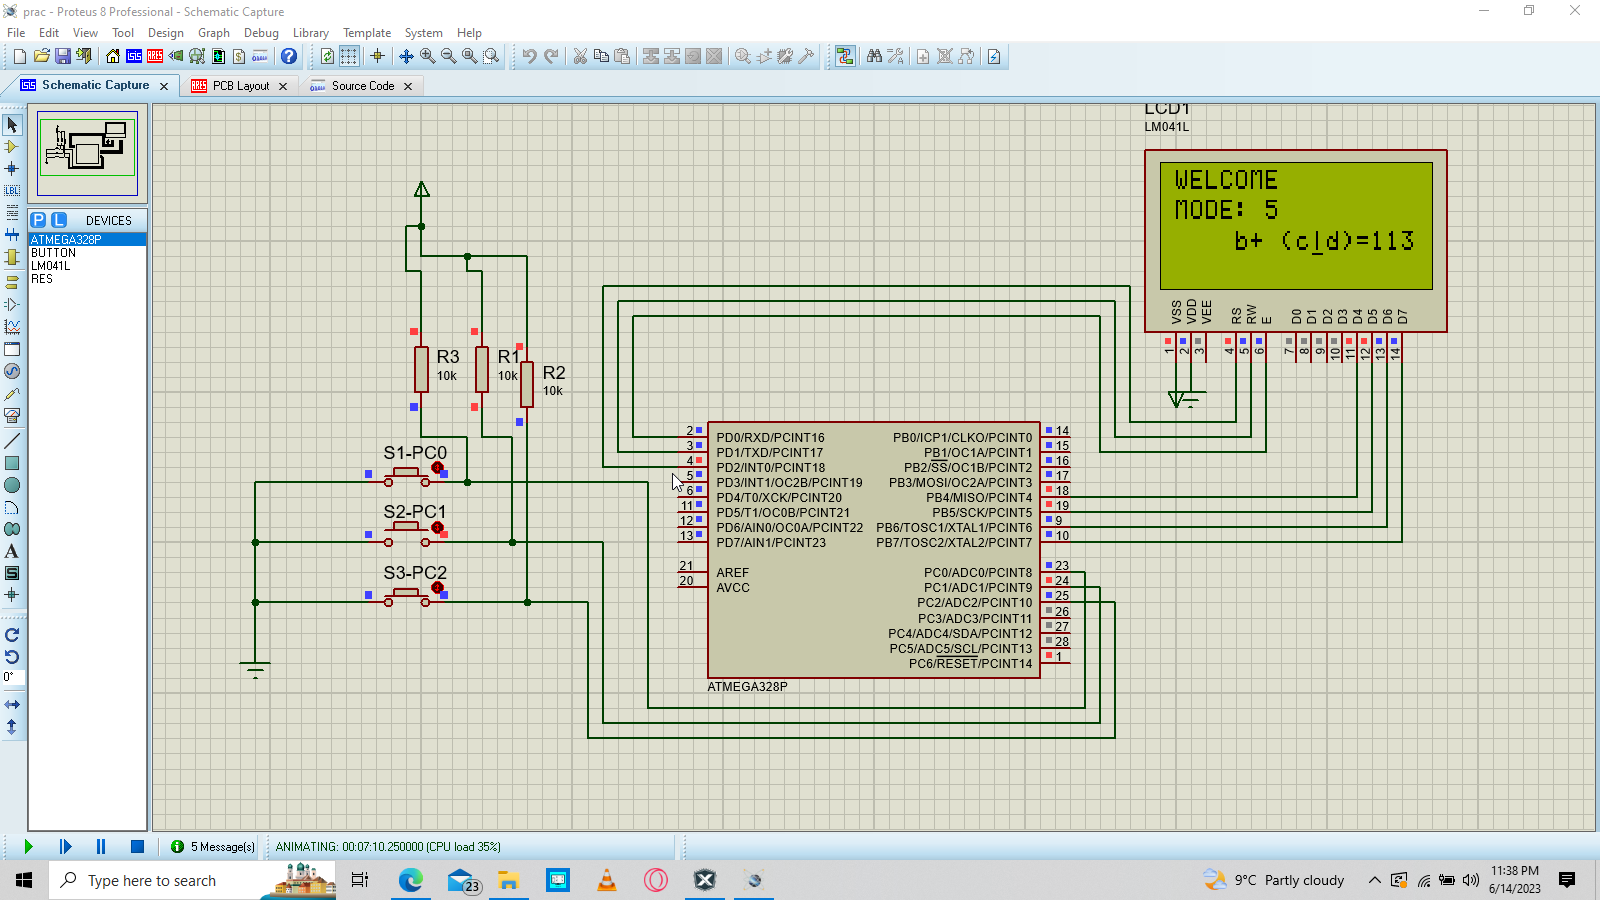 prac - Proteus 8 Professional - Schematic Capture
File Edit View Tool Design Graph Debug Library Template System Help
Schematic Capture
PCB Layout
Source Code
P L DEVICES
ATMEGA328P
BUTTON
LM041L
RES
LBL
0°
LCD1
LM041L
WELCOME
MODE: 5
b+ (c|d)=113
VSS VDD VEE RS RW E D0 D1 D2 D3 D4 D5 D6 D7
1 2 3 4 5 6 7 8 9 10 11 12 13 14
R3
10k
R1
10k
R2
10k
S1-PC0
S2-PC1
S3-PC2
2 PD0/RXD/PCINT16
3 PD1/TXD/PCINT17
4 PD2/INT0/PCINT18
5 PD3/INT1/OC2B/PCINT19
6 PD4/T0/XCK/PCINT20
11 PD5/T1/OC0B/PCINT21
12 PD6/AIN0/OC0A/PCINT22
13 PD7/AIN1/PCINT23
21 AREF
20 AVCC
PB0/ICP1/CLKO/PCINT0 14
PB1/OC1A/PCINT1 15
PB2/SS/OC1B/PCINT2 16
PB3/MOSI/OC2A/PCINT3 17
PB4/MISO/PCINT4 18
PB5/SCK/PCINT5 19
PB6/TOSC1/XTAL1/PCINT6 9
PB7/TOSC2/XTAL2/PCINT7 10
PC0/ADC0/PCINT8 23
PC1/ADC1/PCINT9 24
PC2/ADC2/PCINT10 25
PC3/ADC3/PCINT11 26
PC4/ADC4/SDA/PCINT12 27
PC5/ADC5/SCL/PCINT13 28
PC6/RESET/PCINT14 1
ATMEGA328P
5 Message(s)
ANIMATING: 00:07:10.250000 (CPU load 35%)
Type here to search
23
9°C Partly cloudy
11:38 PM
6/14/2023